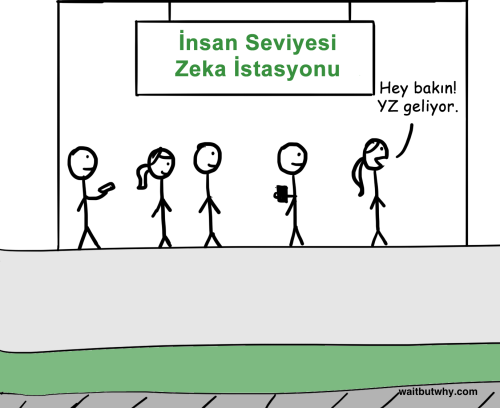 İnsan Seviyesi
Zeka İstasyonu
Hey bakın!
YZ geliyor.
waitbutwhy.com